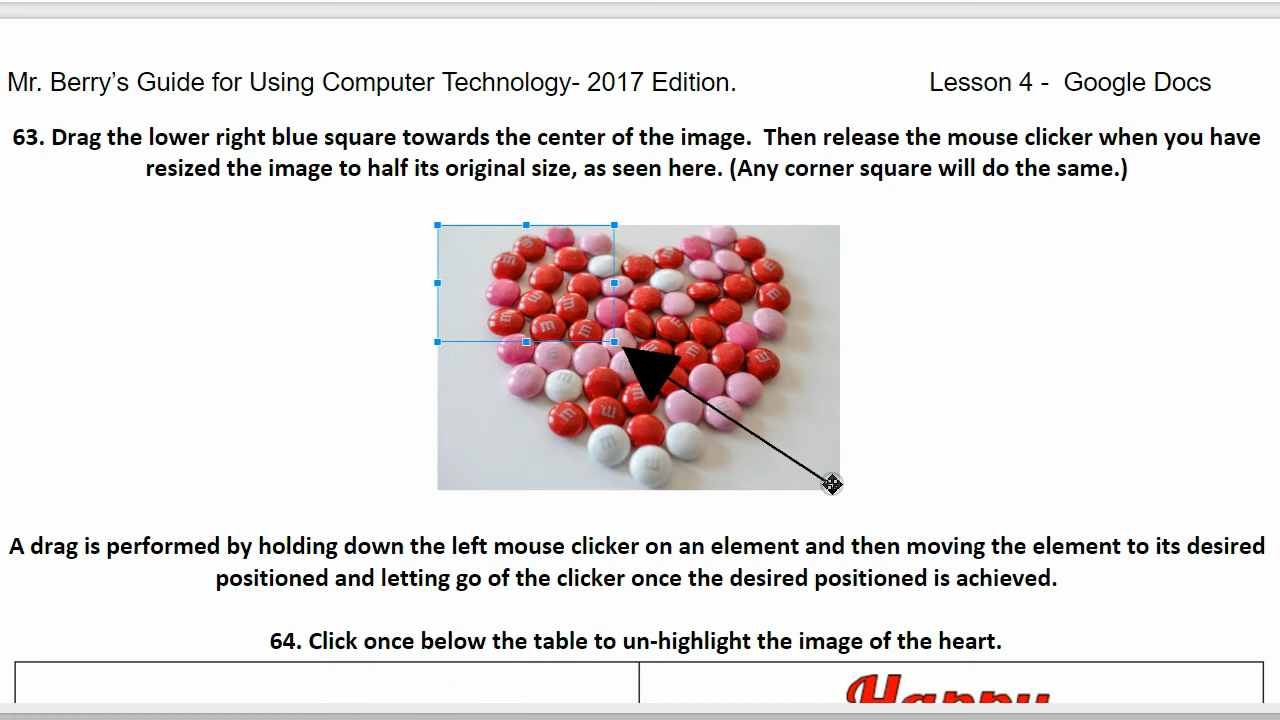 Mr. Berry’s Guide for Using Computer Technology- 2017 Edition. Lesson 4 - Google Docs
63. Drag the lower right blue square towards the center of the image. Then release the mouse clicker when you have
resized the image to half its original size, as seen here. (Any corner square will do the same.)
A drag is performed by holding down the left mouse clicker on an element and then moving the element to its desired
positioned and letting go of the clicker once the desired positioned is achieved.
64. Click once below the table to un-highlight the image of the heart.
Happy